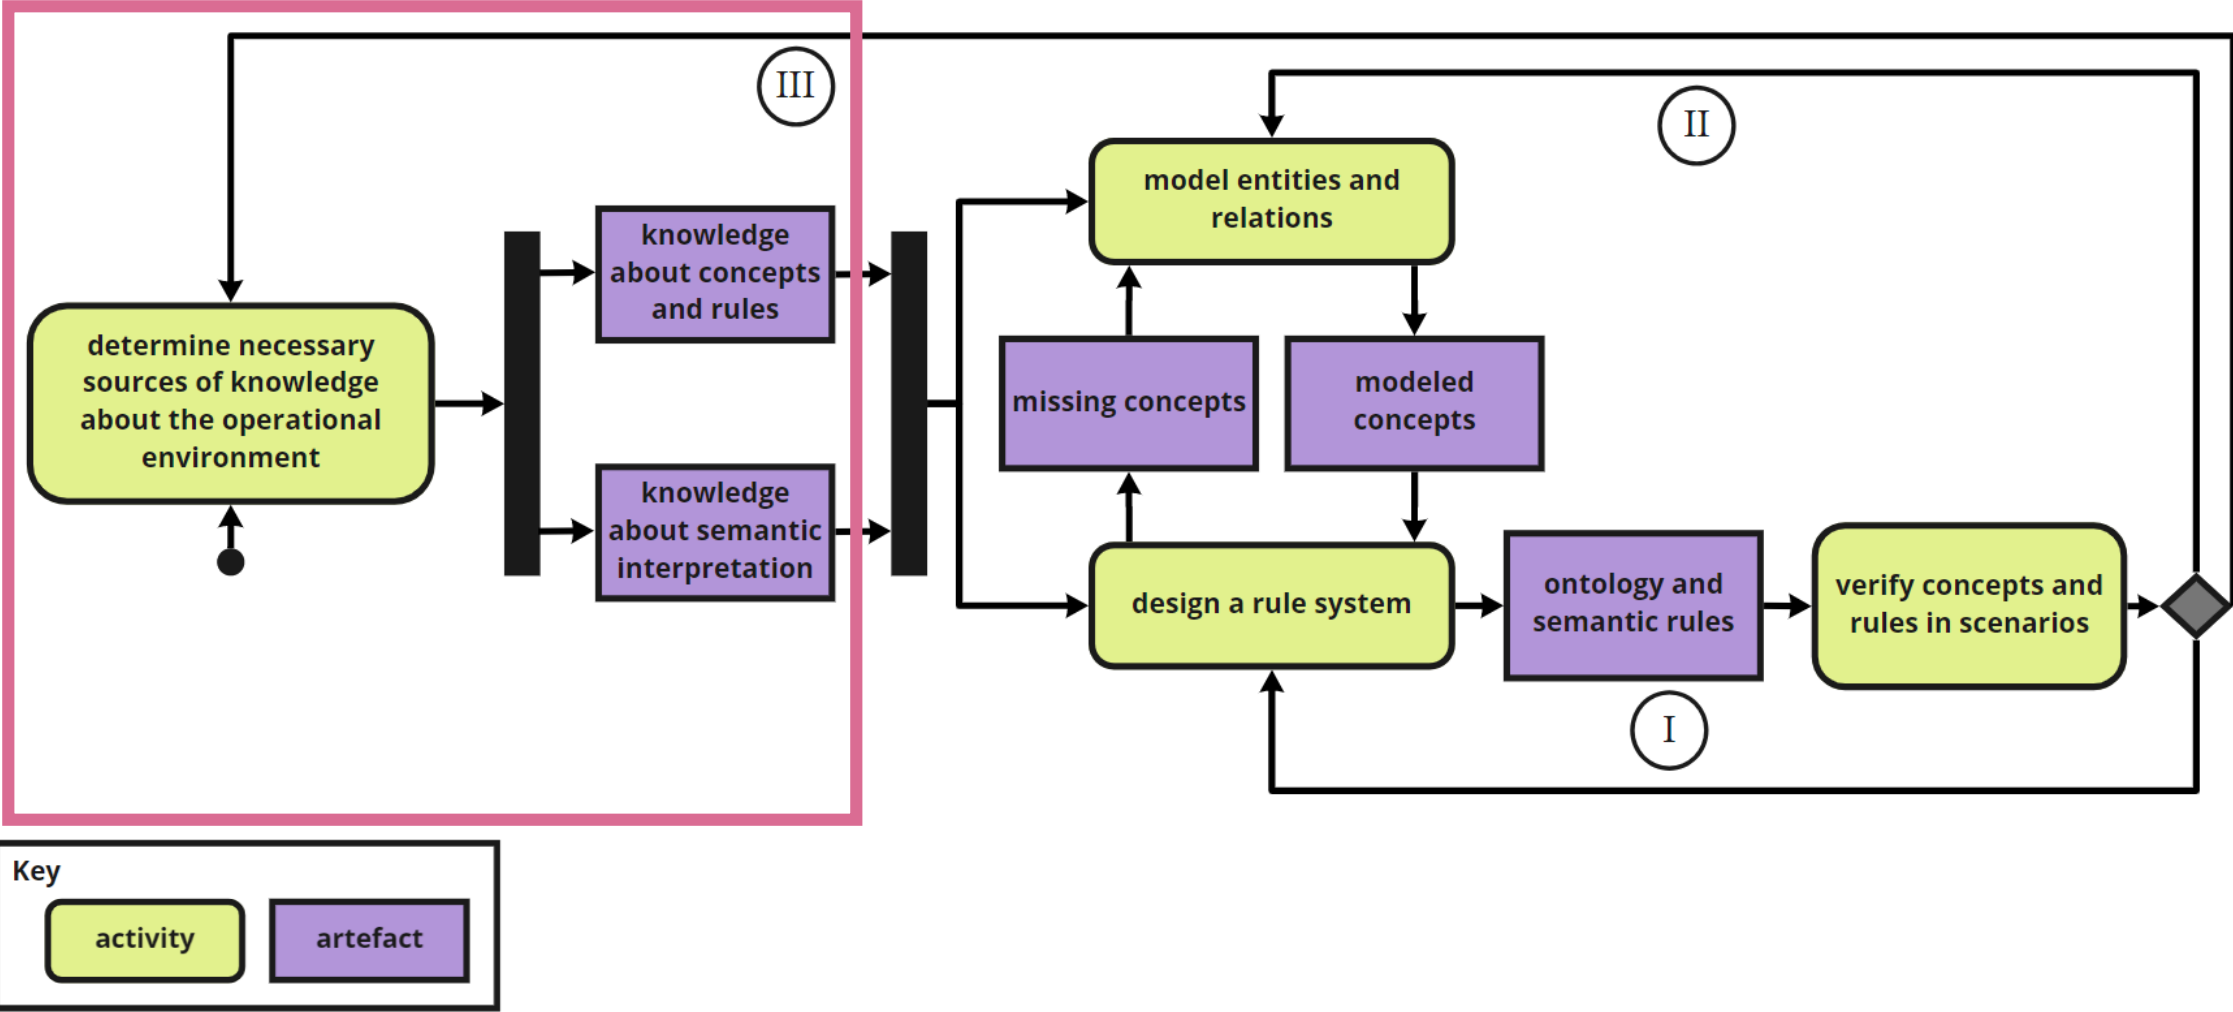 III
II
model entities and
relations
knowledge
about concepts
and rules
determine necessary
sources of knowledge
about the operational
environment
missing concepts
modeled
concepts
knowledge
about semantic
interpretation
design a rule system
ontology and
semantic rules
verify concepts and
rules in scenarios
I
Key
activity
artefact